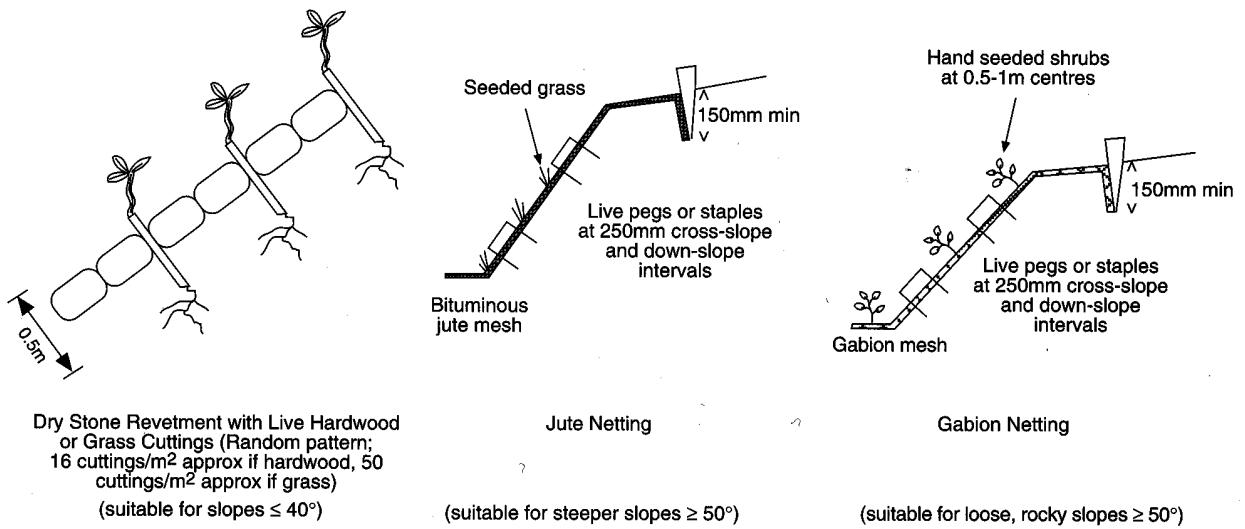 0.5m
Dry Stone Revetment with Live Hardwood
or Grass Cuttings (Random pattern;
16 cuttings/m² approx if hardwood, 50
cuttings/m² approx if grass)
(suitable for slopes ≤ 40°)
Seeded grass
150mm min
Live pegs or staples
at 250mm cross-slope
and down-slope
intervals
Bituminous
jute mesh
Jute Netting
(suitable for steeper slopes ≥ 50°)
Hand seeded shrubs
at 0.5-1m centres
150mm min
Live pegs or staples
at 250mm cross-slope
and down-slope
intervals
Gabion mesh
Gabion Netting
(suitable for loose, rocky slopes ≥ 50°)